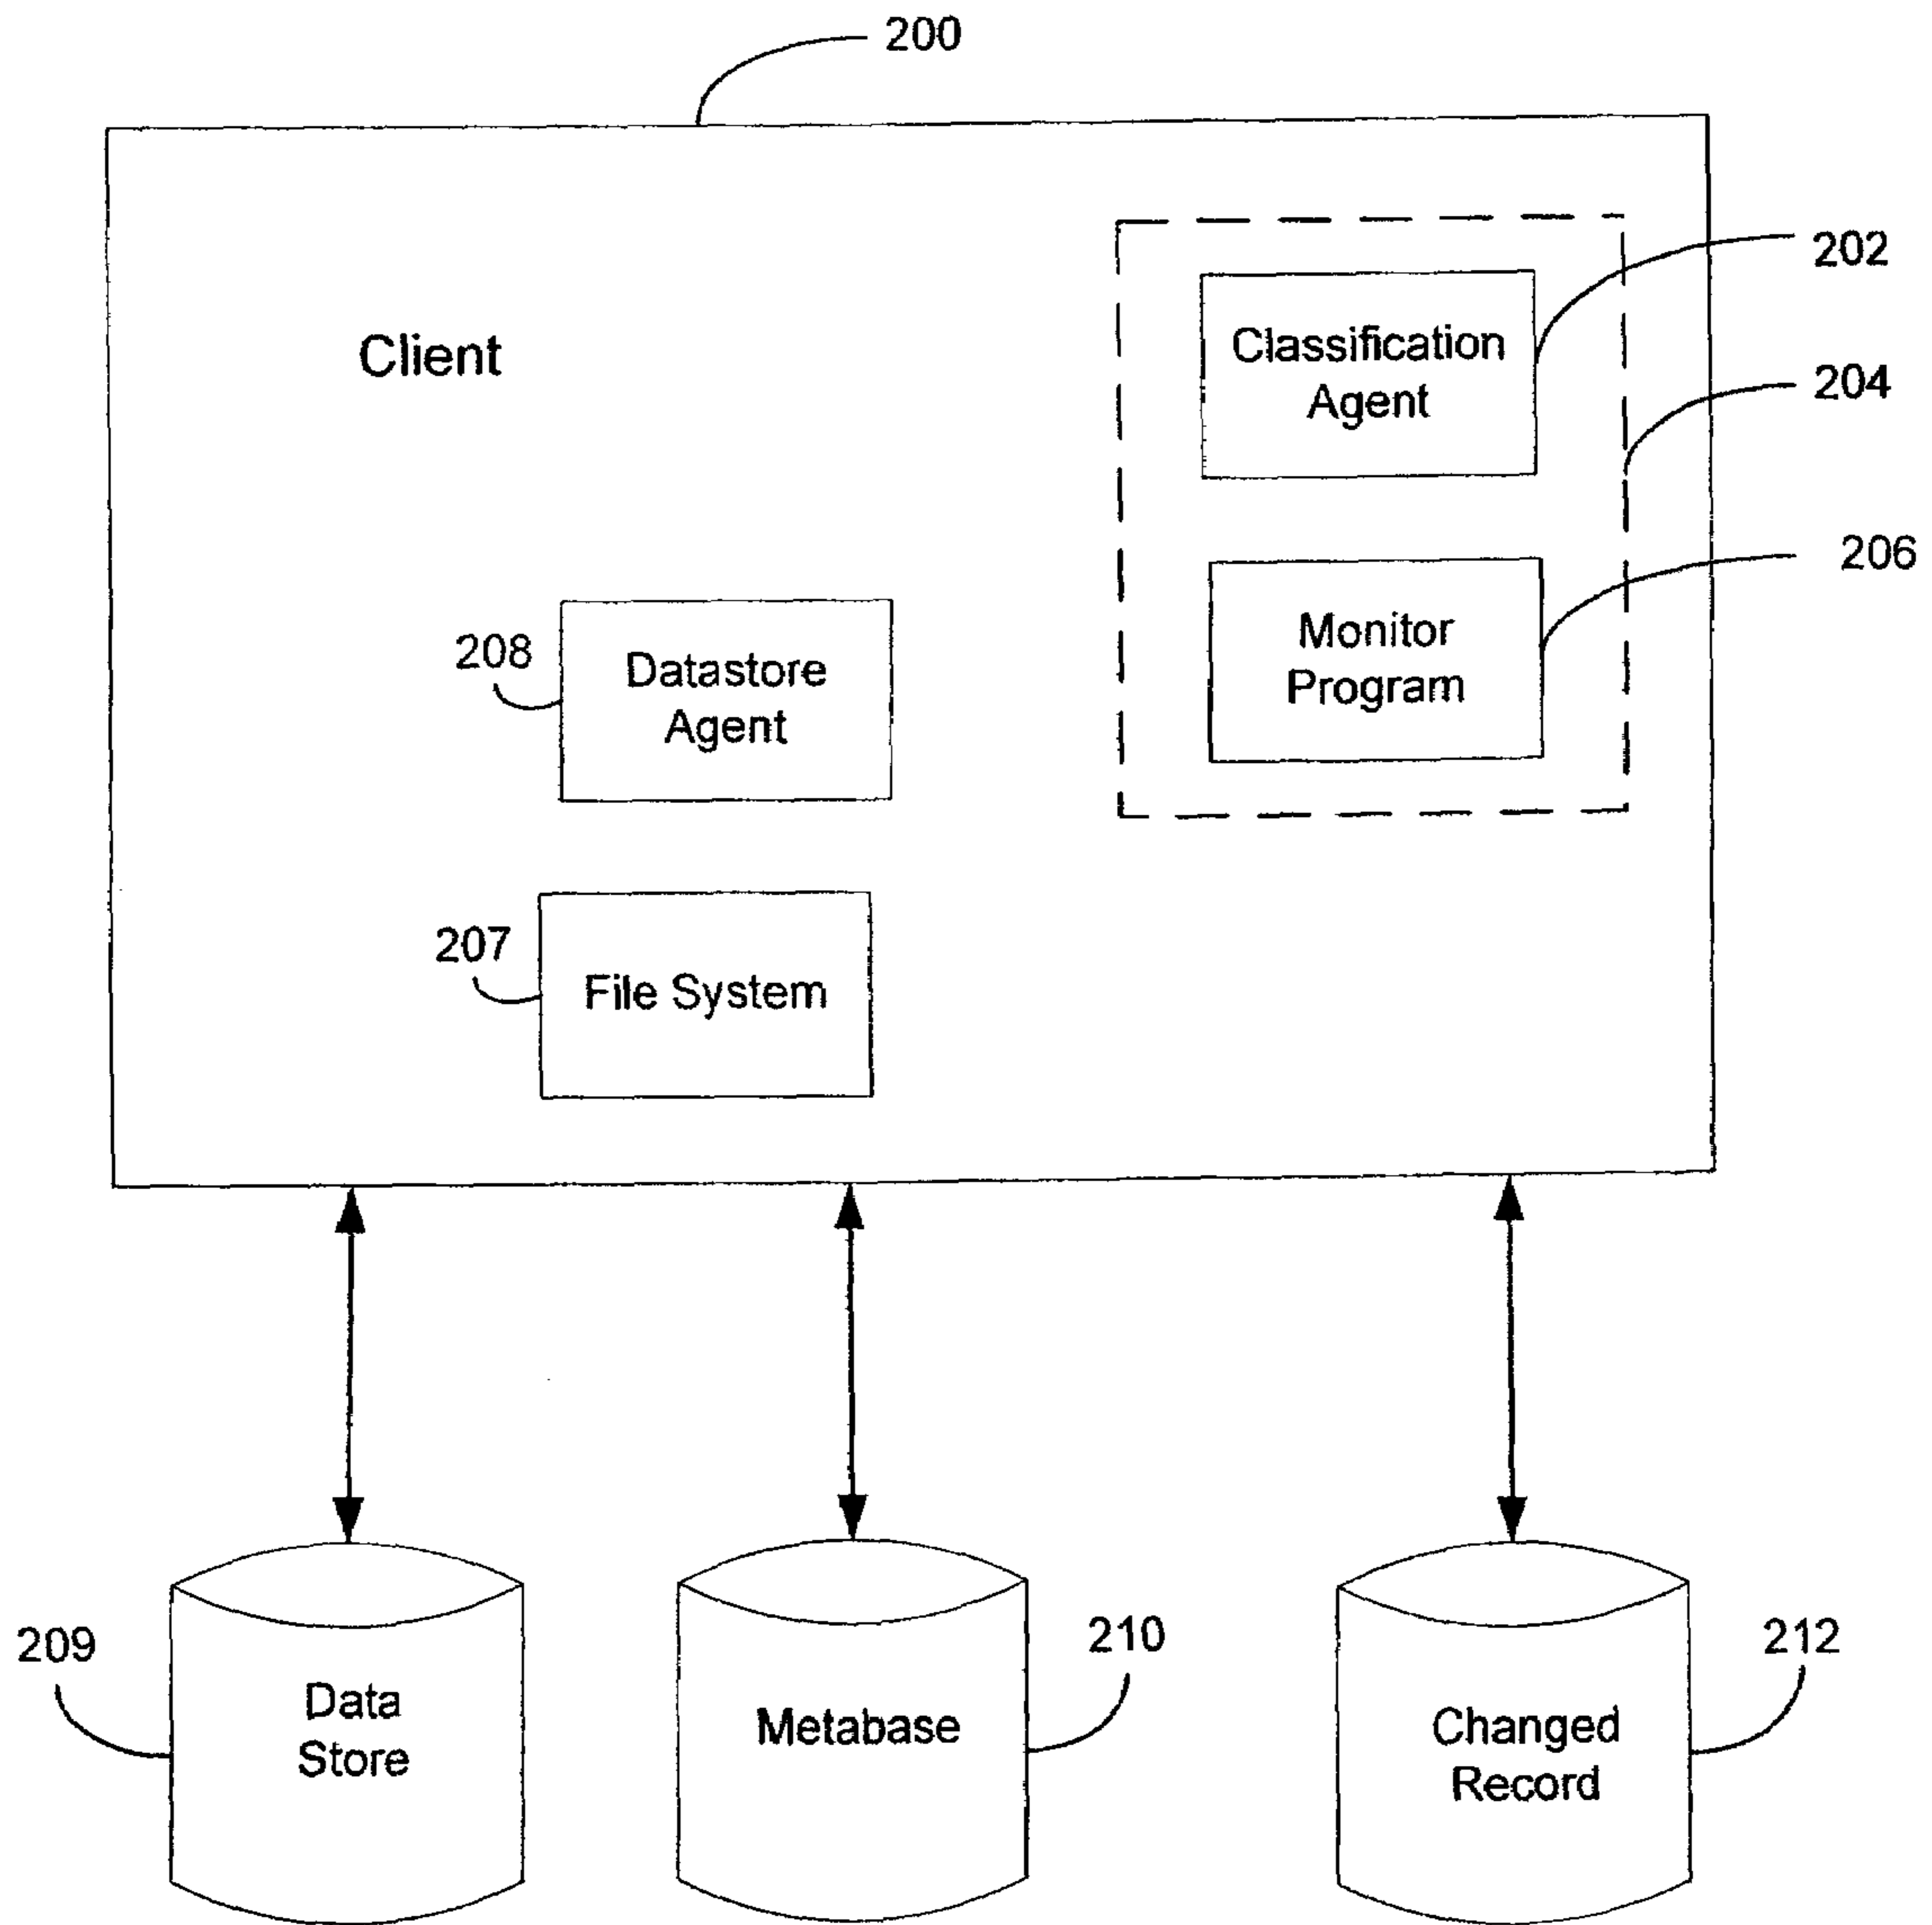 200
202
Client
Classification
Agent
204
206
Monitor
Program
208
Datastore
Agent
207
File System
209
Data
Store
210
Metabase
212
Changed
Record